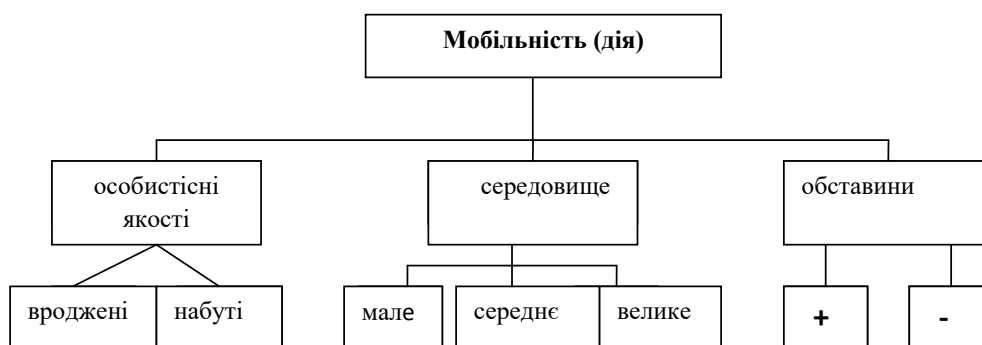 Мобільність (дія)
особистісні
якості
середовище
обставини
вроджені
набуті
мале
середнє
велике
+
-